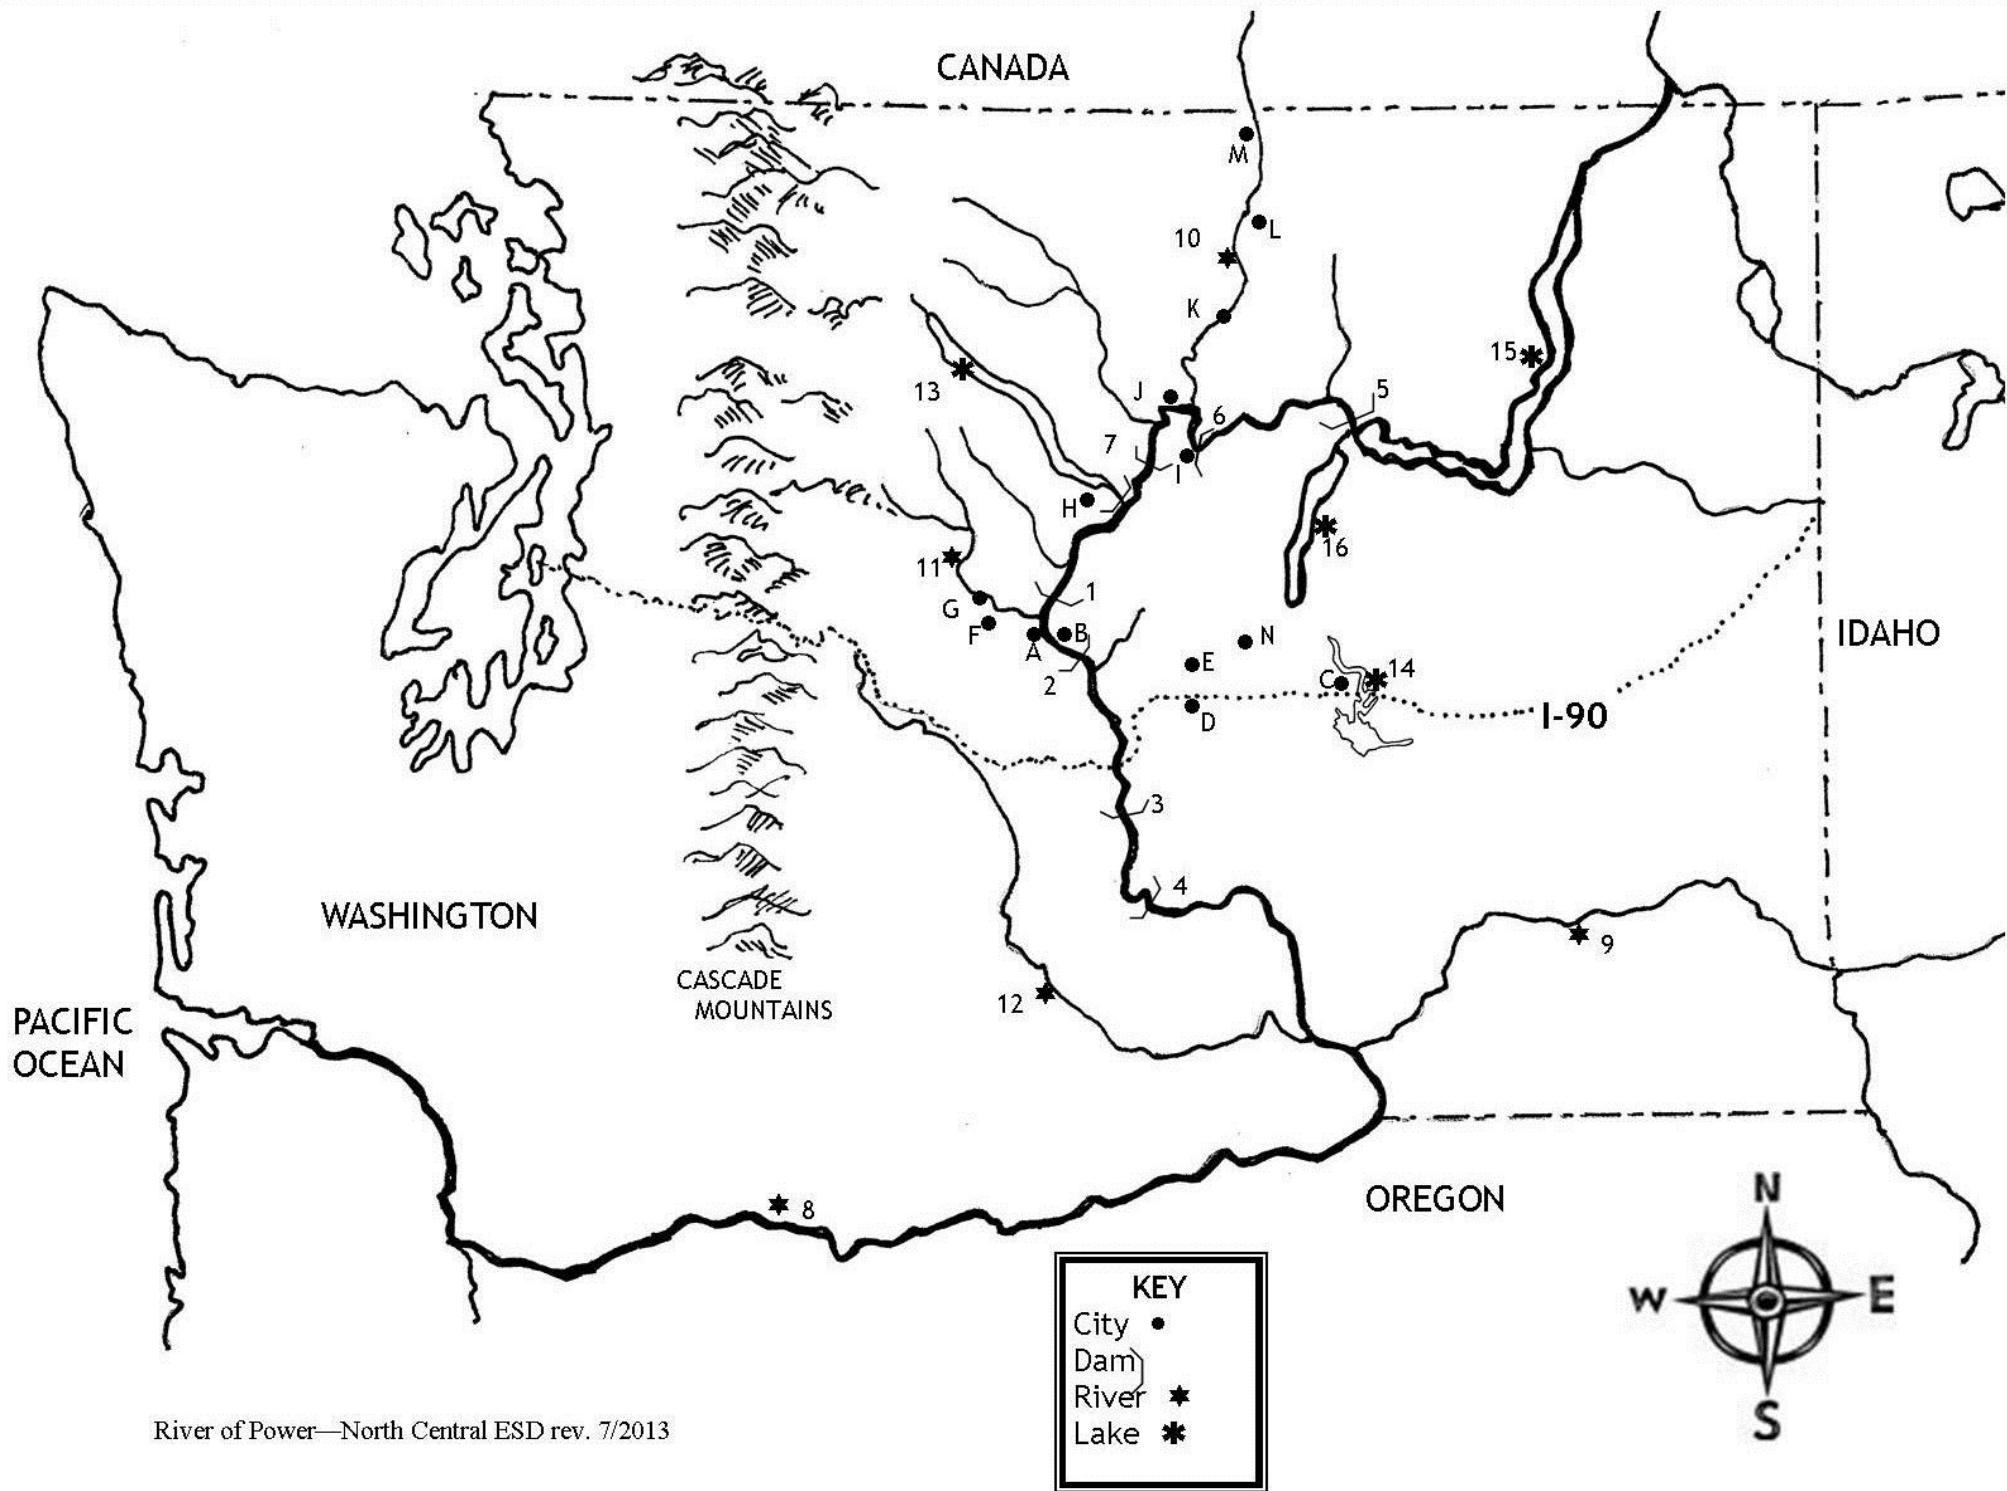 CANADA
M
L
10
K
15
13
J
5
6
7
I
H
16
11
1
G
F
A
B
N
IDAHO
E
2
C
14
D
I-90
3
4
WASHINGTON
9
CASCADE
MOUNTAINS
12
PACIFIC
OCEAN
8
OREGON
N
W
E
S
KEY
City
Dam
River
Lake
River of Power—North Central ESD rev. 7/2013